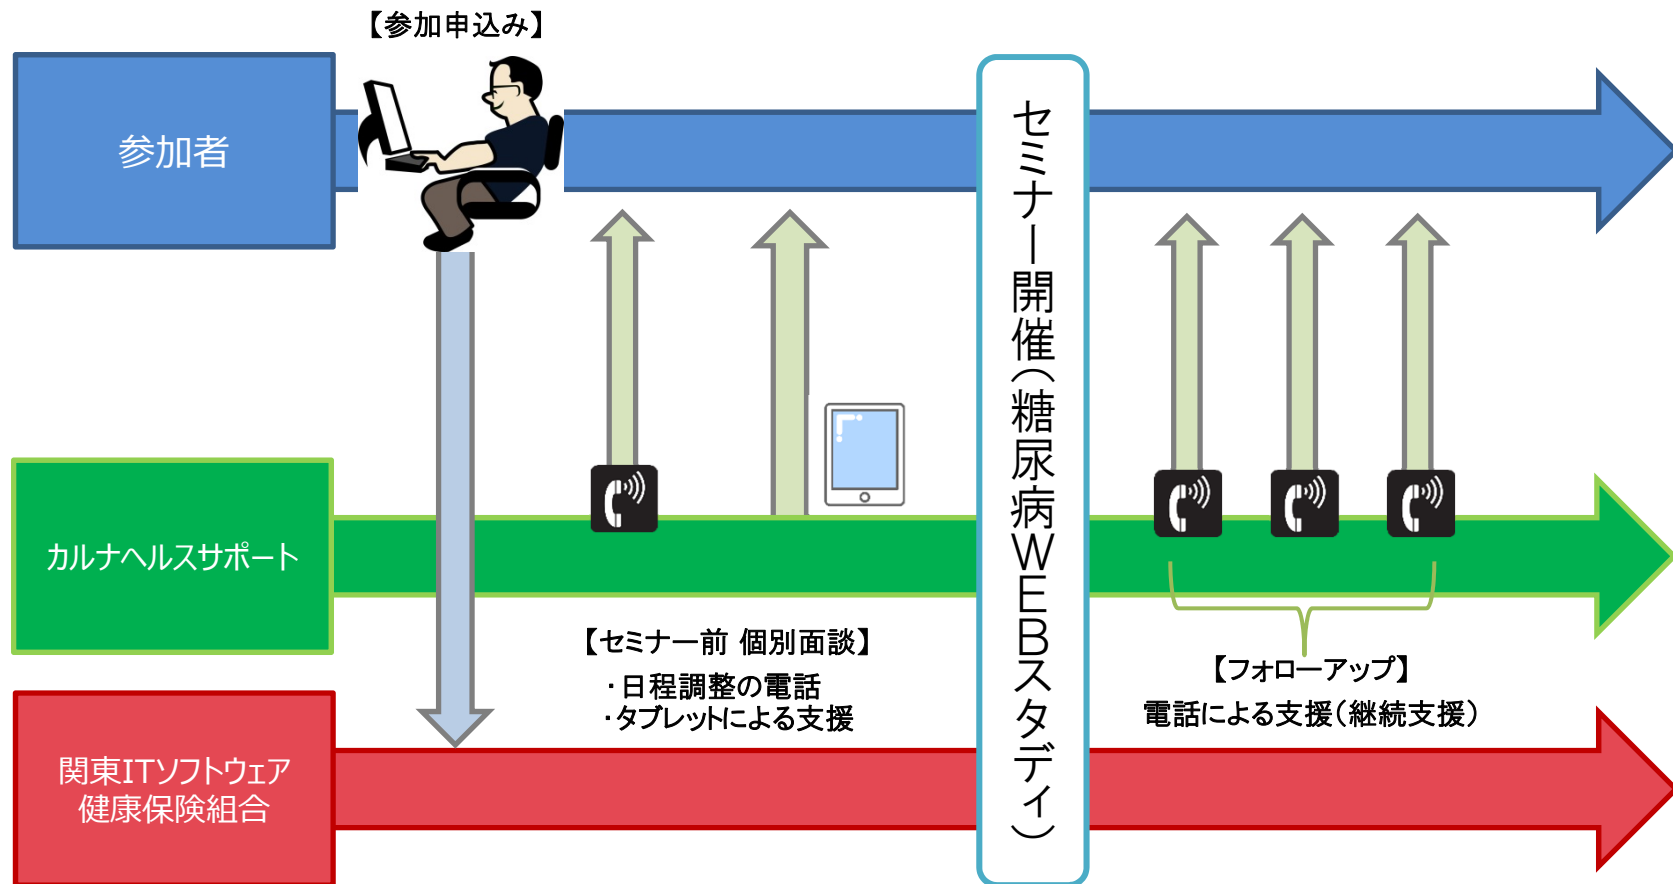 【参加申込み】
参加者
セミナー開催（糖尿病ＷＥＢスタディ）
カルナヘルスサポート
【セミナー前 個別面談】
・日程調整の電話
・タブレットによる支援
【フォローアップ】
電話による支援（継続支援）
関東ITソフトウェア
健康保険組合